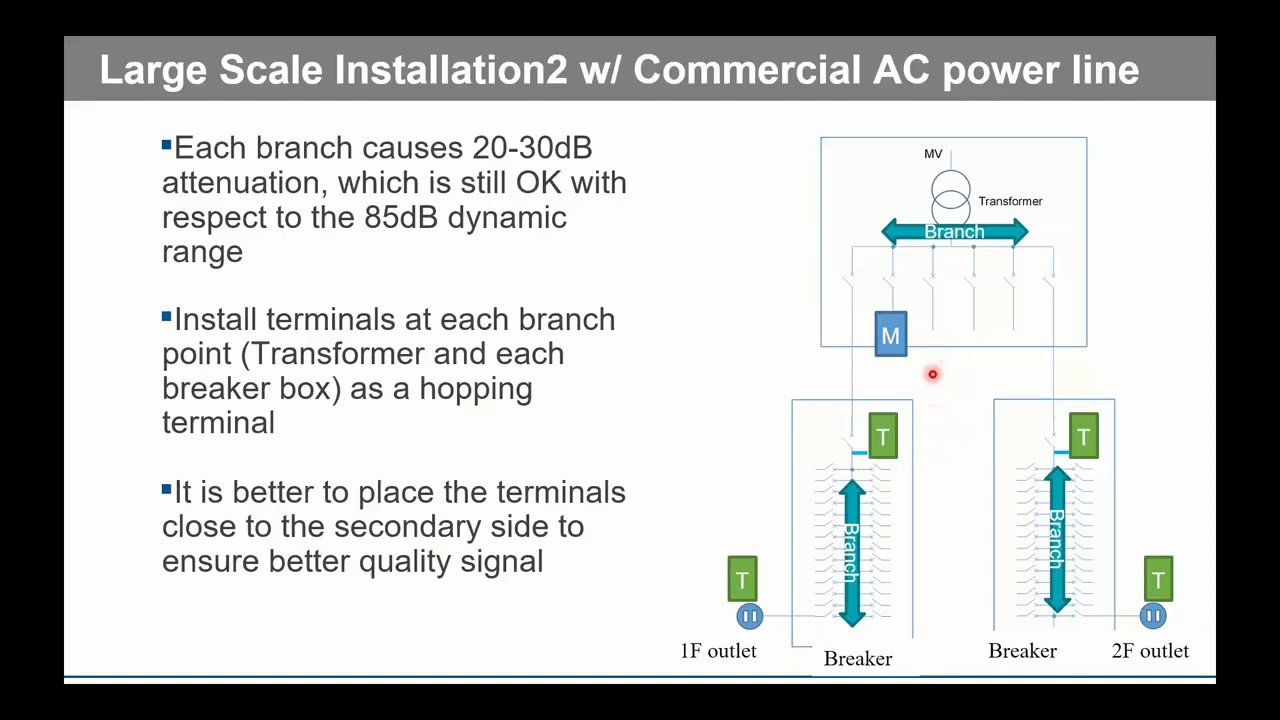 Large Scale Installation2 w/ Commercial AC power line
▪Each branch causes 20-30dB
attenuation, which is still OK with
respect to the 85dB dynamic
range
▪Install terminals at each branch
point (Transformer and each
breaker box) as a hopping
terminal
▪It is better to place the terminals
close to the secondary side to
ensure better quality signal
MV
Transformer
Branch
M
T
T
Branch
Branch
T
T
1F outlet
Breaker
Breaker
2F outlet